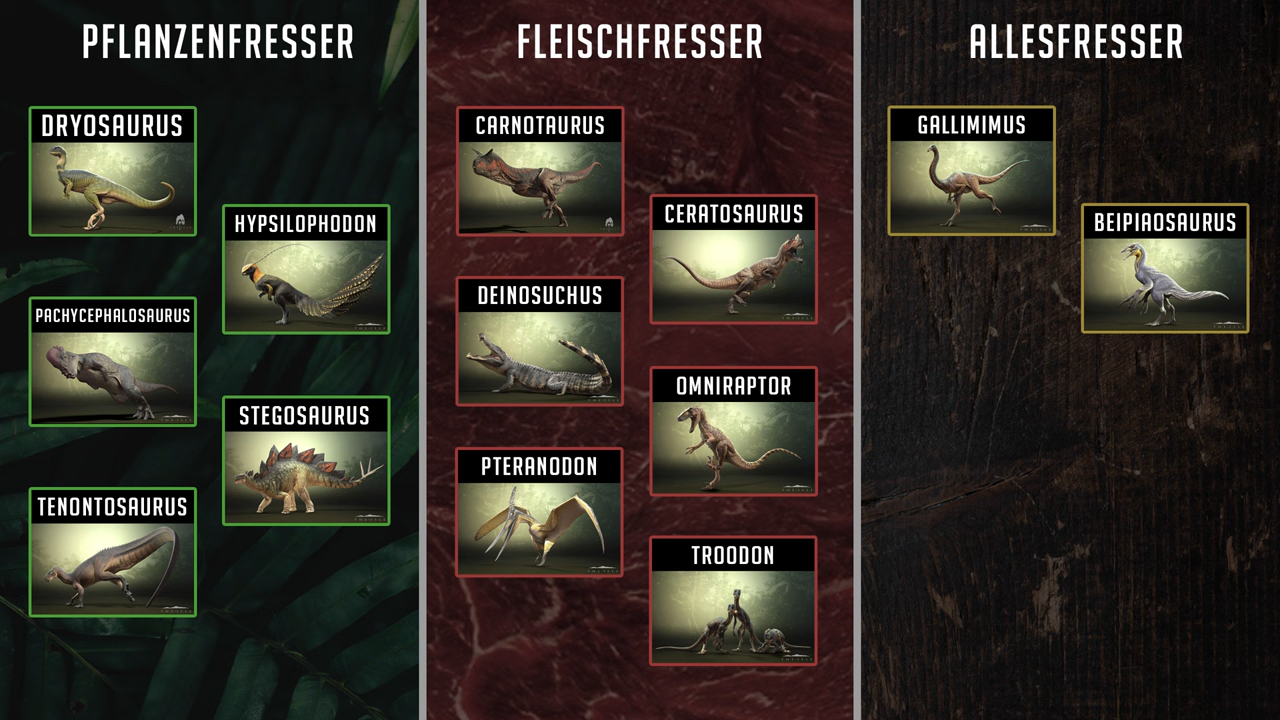 PFLANZENFRESSER
DRYOSAURUS
HYPSILOPHODON
PACHYCEPHALOSAURUS
STEGOSAURUS
TENONTOSAURUS
FLEISCHFRESSER
CARNOTAURUS
CERATOSAURUS
DEINOSUCHUS
OMNIRAPTOR
PTERANODON
TROODON
ALLESFRESSER
GALLIMIMUS
BEIPIAOSAURUS